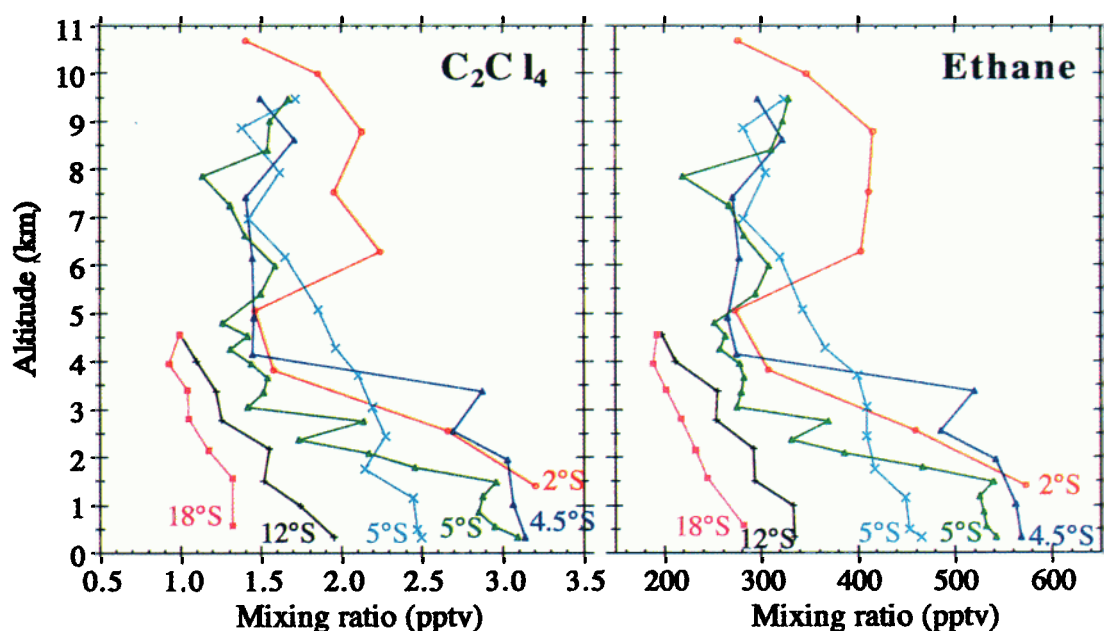 C₂Cl₄
Ethane
Altitude (km)
11
10
9
8
7
6
5
4
3
2
1
0
18°S
12°S
5°S
5°S
4.5°S
2°S
18°S
12°S
5°S
5°S
4.5°S
2°S
0.5 1.0 1.5 2.0 2.5 3.0 3.5
200 300 400 500 600
Mixing ratio (pptv)
Mixing ratio (pptv)